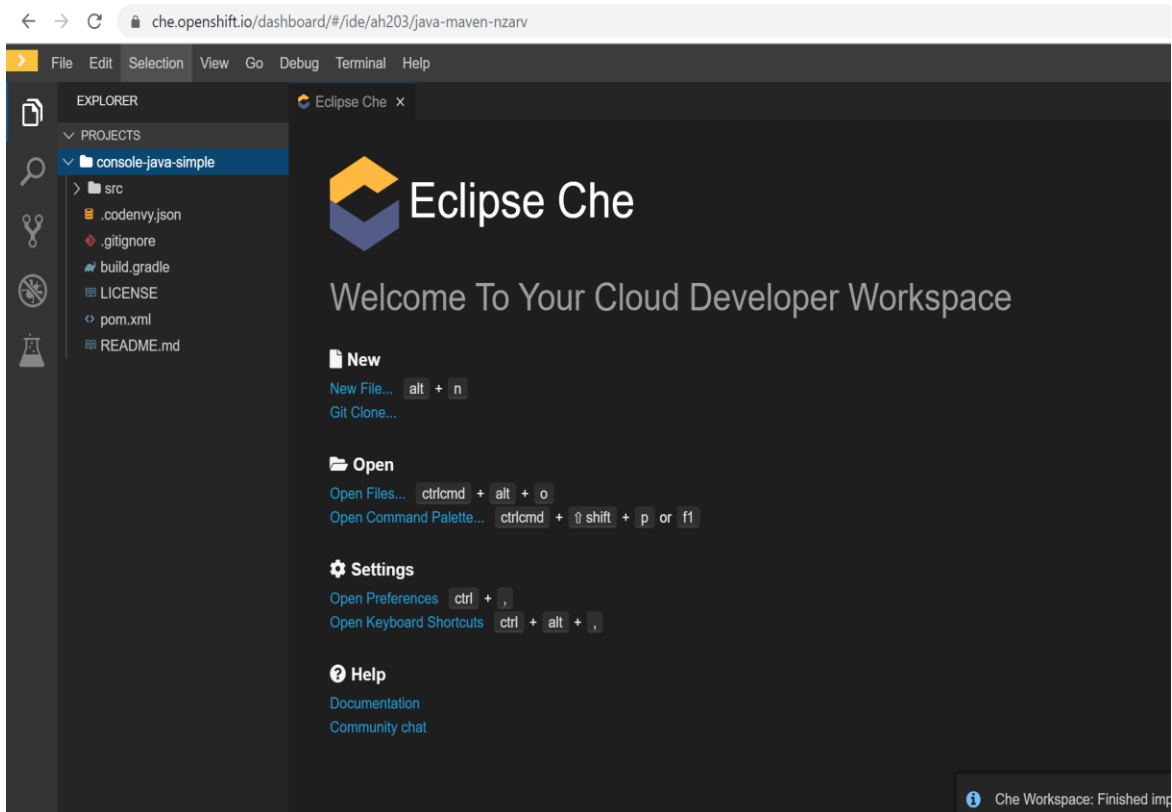 che.openshift.io/dashboard/#/ide/ah203/java-maven-nzarv
File Edit Selection View Go Debug Terminal Help
EXPLORER
Eclipse Che x
PROJECTS
console-java-simple
src
.codenvy.json
.gitignore
build.gradle
LICENSE
pom.xml
README.md
Eclipse Che
Welcome To Your Cloud Developer Workspace
New
New File... alt + n
Git Clone...
Open
Open Files... ctrlcmd + alt + o
Open Command Palette... ctrlcmd + ⇧ shift + p or f1
Settings
Open Preferences ctrl + ,
Open Keyboard Shortcuts ctrl + alt + ,
Help
Documentation
Community chat
Che Workspace: Finished